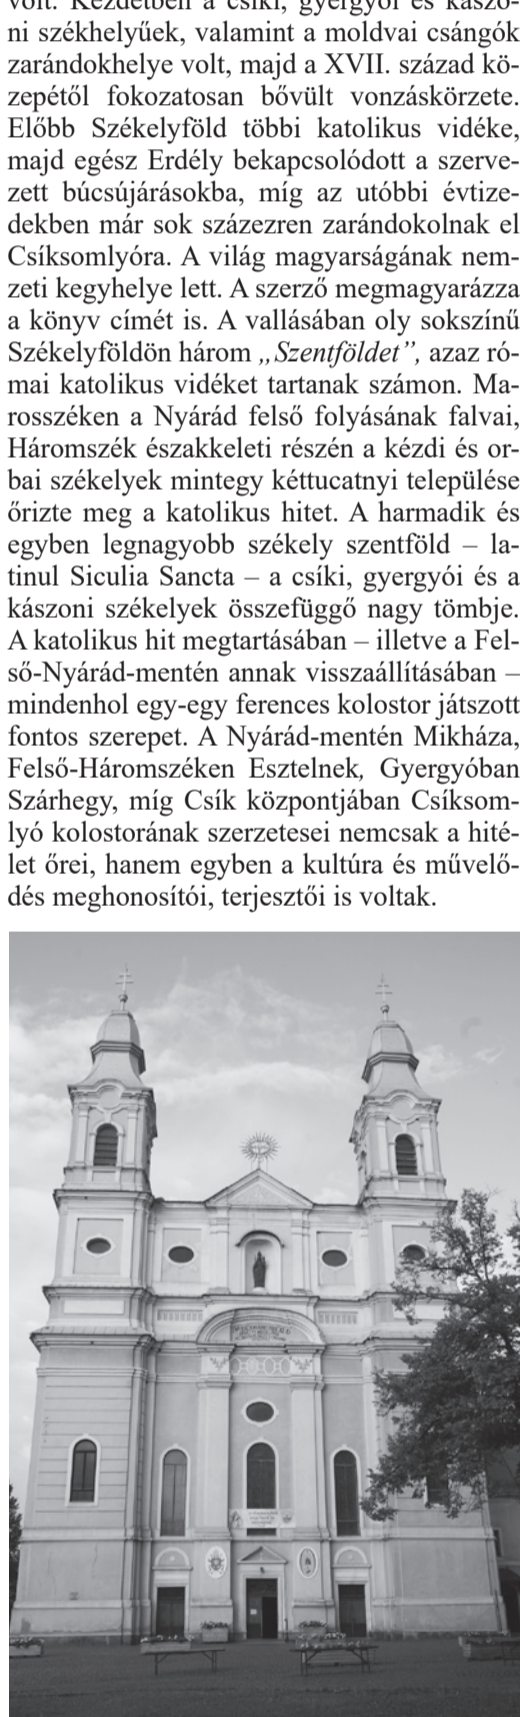 volt. Kezdetben a csíki, gyergyói és kászo-
ni székhelyűek, valamint a moldvai csángók
zarándokhelye volt, majd a XVII. század kö-
zepétől fokozatosan bővült vonzáskörzete.
Előbb Székelyföld többi katolikus vidéke,
majd egész Erdély bekapcsolódott a szerve-
zett búcsújárásokba, míg az utóbbi évtize-
dekben már sok százezren zarándokolnak el
Csíksomlyóra. A világ magyarságának nem-
zeti kegyhelye lett. A szerző megmagyarázza
a könyv címét is. A vallásában oly sokszínű
Székelyföldön három „Szentföldet”, azaz ró-
mai katolikus vidéket tartanak számon. Ma-
rosszéken a Nyárád felső folyásának falvai,
Háromszék északkeleti részén a kézdi és or-
bai székelyek mintegy kéttucatnyi települése
őrizte meg a katolikus hitet. A harmadik és
egyben legnagyobb székely szentföld – la-
tinul Siculia Sancta – a csíki, gyergyói és a
kászoni székelyek összefüggő nagy tömbje.
A katolikus hit megtartásában – illetve a Fel-
ső-Nyárád-mentén annak visszaállításában –
mindenhol egy-egy ferences kolostor játszott
fontos szerepet. A Nyárád-mentén Mikháza,
Felső-Háromszéken Esztelnek, Gyergyóban
Szárhegy, míg Csík központjában Csíksom-
lyó kolostorának szerzetesei nemcsak a hité-
let őrei, hanem egyben a kultúra és művelő-
dés meghonosítói, terjesztői is voltak.